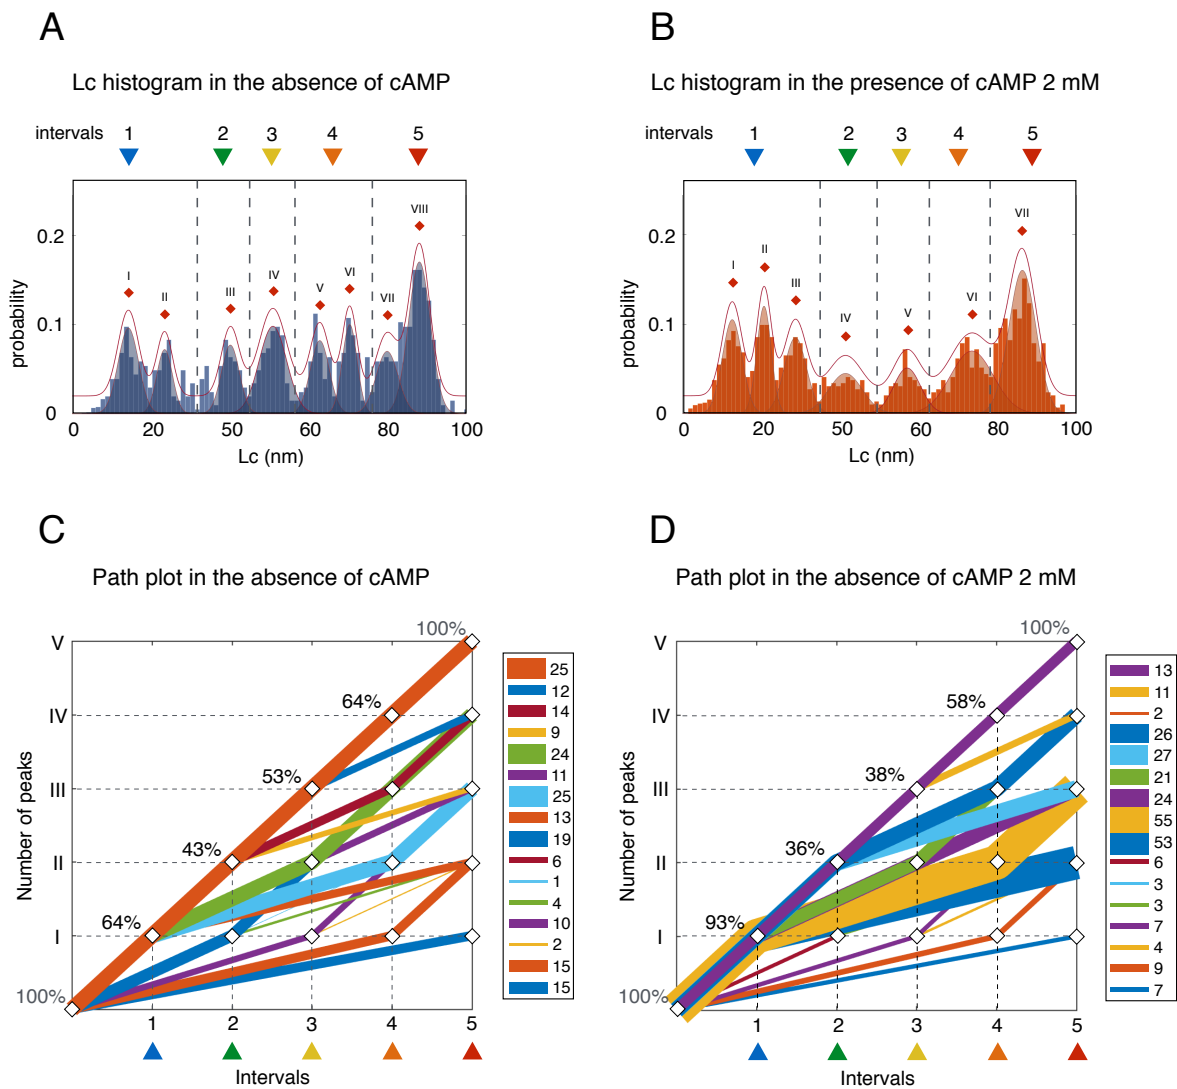 A
B
Lc histogram in the absence of cAMP
Lc histogram in the presence of cAMP 2 mM
intervals 1 2 3 4 5
intervals 1 2 3 4 5
probability
0.2
0.1
0
I II III IV V VI VII VIII
0 20 50 60 80 100
Lc (nm)
probability
0.2
0.1
0
I II III IV V VI VII
0 20 40 60 80 100
Lc (nm)
C
D
Path plot in the absence of cAMP
Path plot in the absence of cAMP 2 mM
Number of peaks
V
IV
III
II
I
100%
64%
53%
43%
64%
100%
1 2 3 4 5
Intervals
25
12
14
9
24
11
25
13
19
6
1
4
10
2
15
15
Number of peaks
V
IV
III
II
I
100%
58%
38%
36%
93%
100%
1 2 3 4 5
Intervals
13
11
2
26
27
21
24
55
53
6
3
3
7
4
9
7